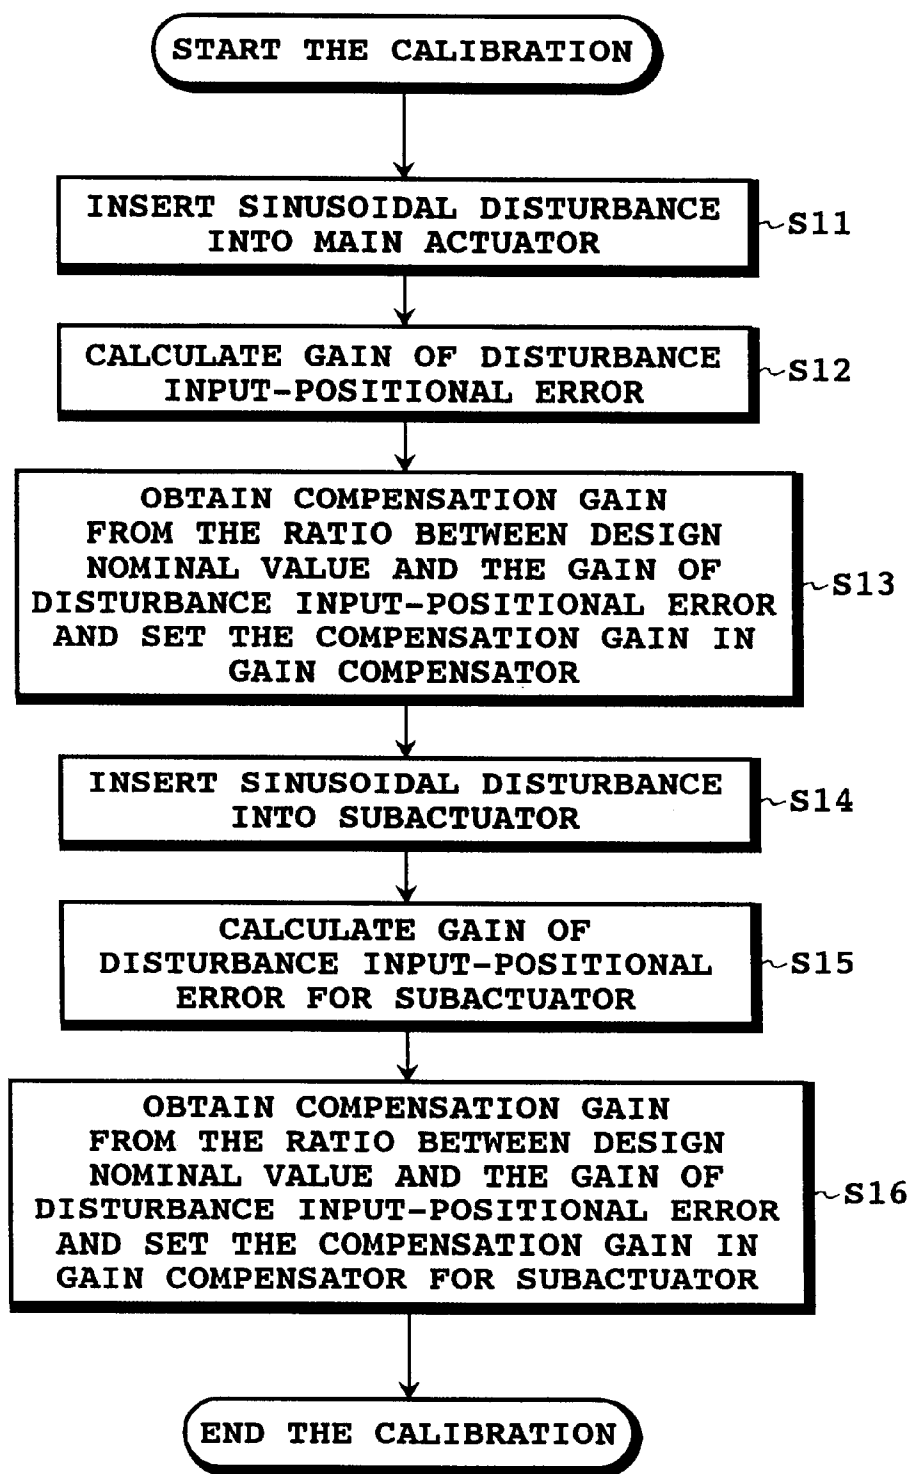 START THE CALIBRATION
INSERT SINUSOIDAL DISTURBANCE
INTO MAIN ACTUATOR
S11
CALCULATE GAIN OF DISTURBANCE
INPUT-POSITIONAL ERROR
S12
OBTAIN COMPENSATION GAIN
FROM THE RATIO BETWEEN DESIGN
NOMINAL VALUE AND THE GAIN OF
DISTURBANCE INPUT-POSITIONAL ERROR
AND SET THE COMPENSATION GAIN IN
GAIN COMPENSATOR
S13
INSERT SINUSOIDAL DISTURBANCE
INTO SUBACTUATOR
S14
CALCULATE GAIN OF
DISTURBANCE INPUT-POSITIONAL
ERROR FOR SUBACTUATOR
S15
OBTAIN COMPENSATION GAIN
FROM THE RATIO BETWEEN DESIGN
NOMINAL VALUE AND THE GAIN OF
DISTURBANCE INPUT-POSITIONAL ERROR
AND SET THE COMPENSATION GAIN IN
GAIN COMPENSATOR FOR SUBACTUATOR
S16
END THE CALIBRATION